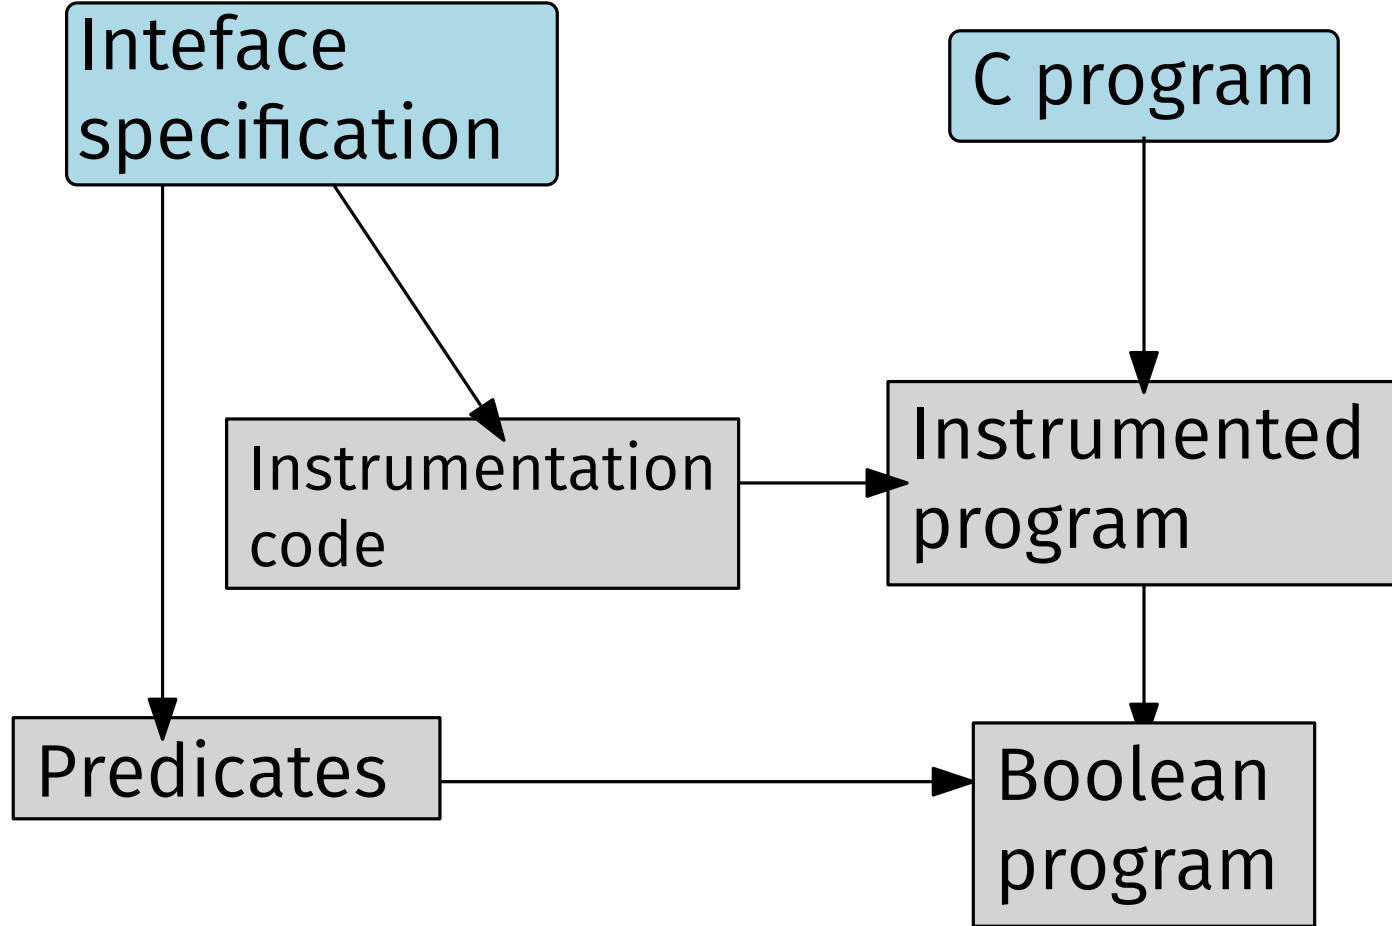 Inteface
specification
C program
Instrumentation
code
Instrumented
program
Predicates
Boolean
program